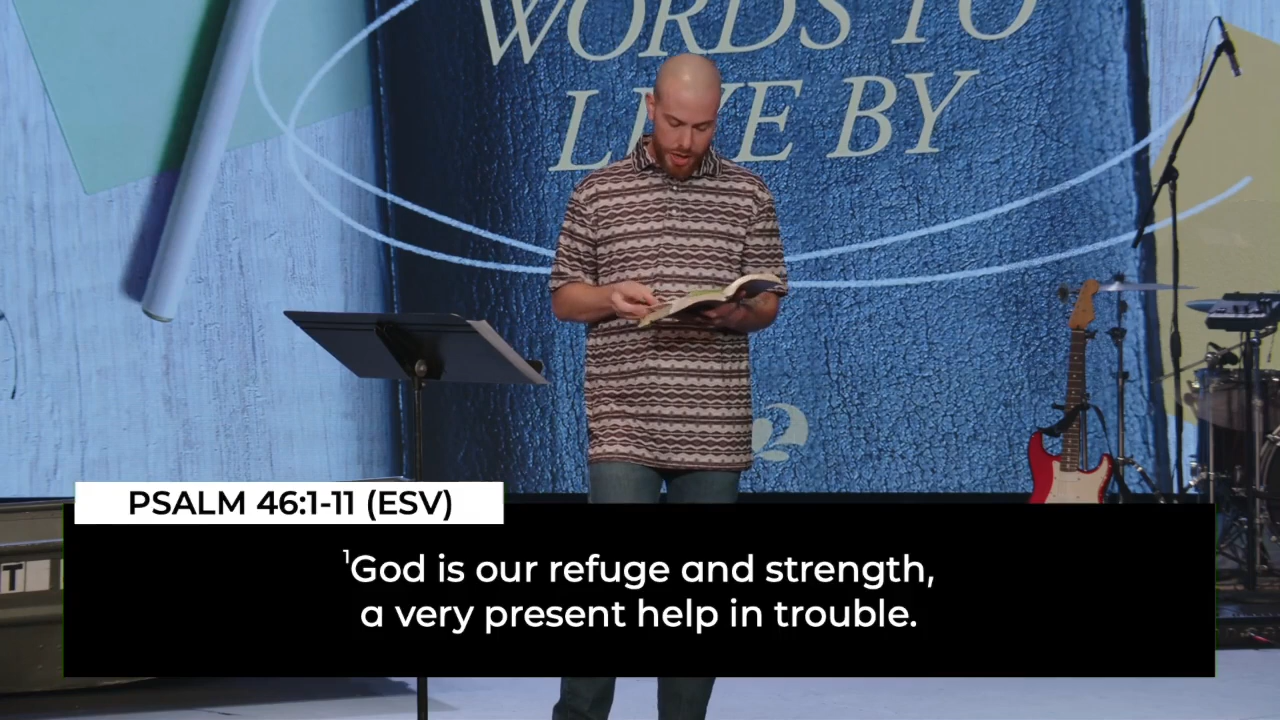 WORDS TO
LIVE BY
PSALM 46:1-11 (ESV)
¹God is our refuge and strength,
a very present help in trouble.
T